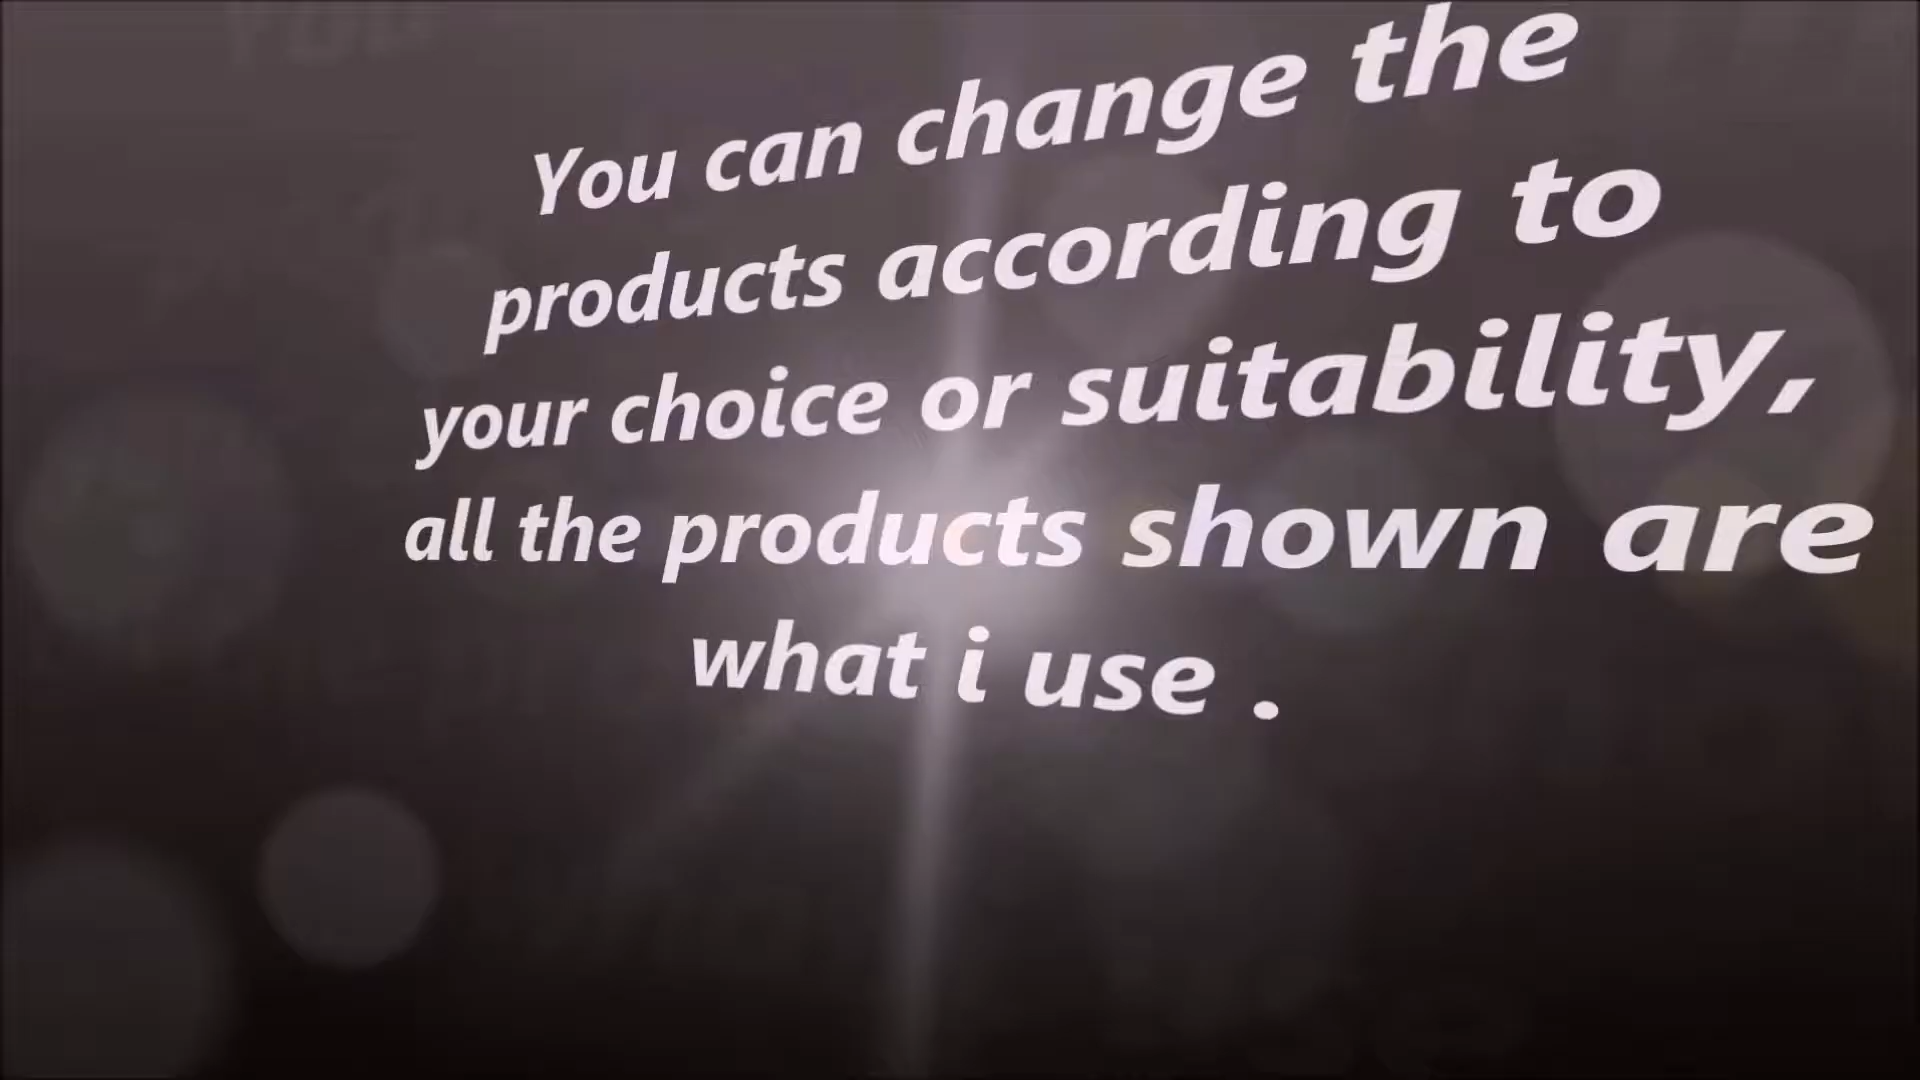 You can change the
products according to
your choice or suitability,
all the products shown are
what i use .